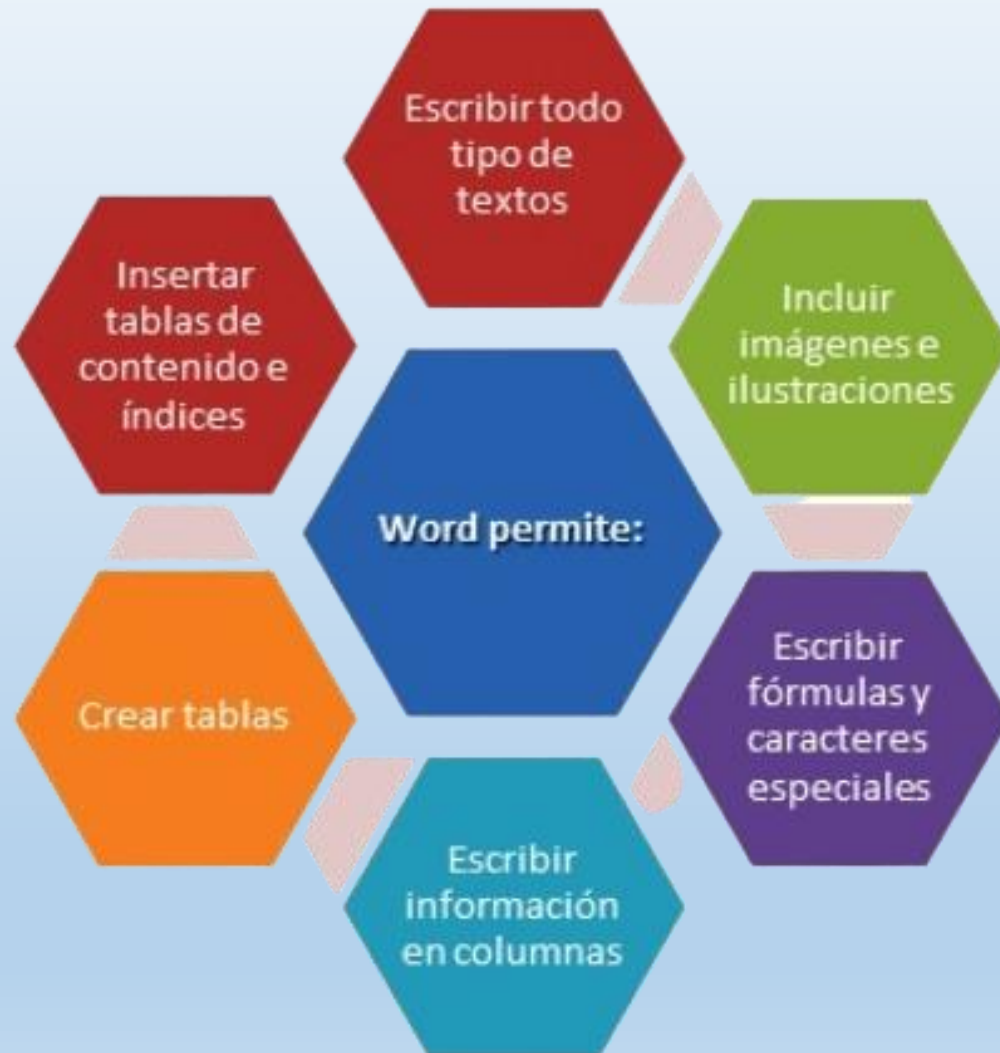 Escribir todo
tipo de
textos
Incluir
imágenes e
ilustraciones
Escribir
fórmulas y
caracteres
especiales
Escribir
información
en columnas
Crear tablas
Insertar
tablas de
contenido e
índices
Word permite: